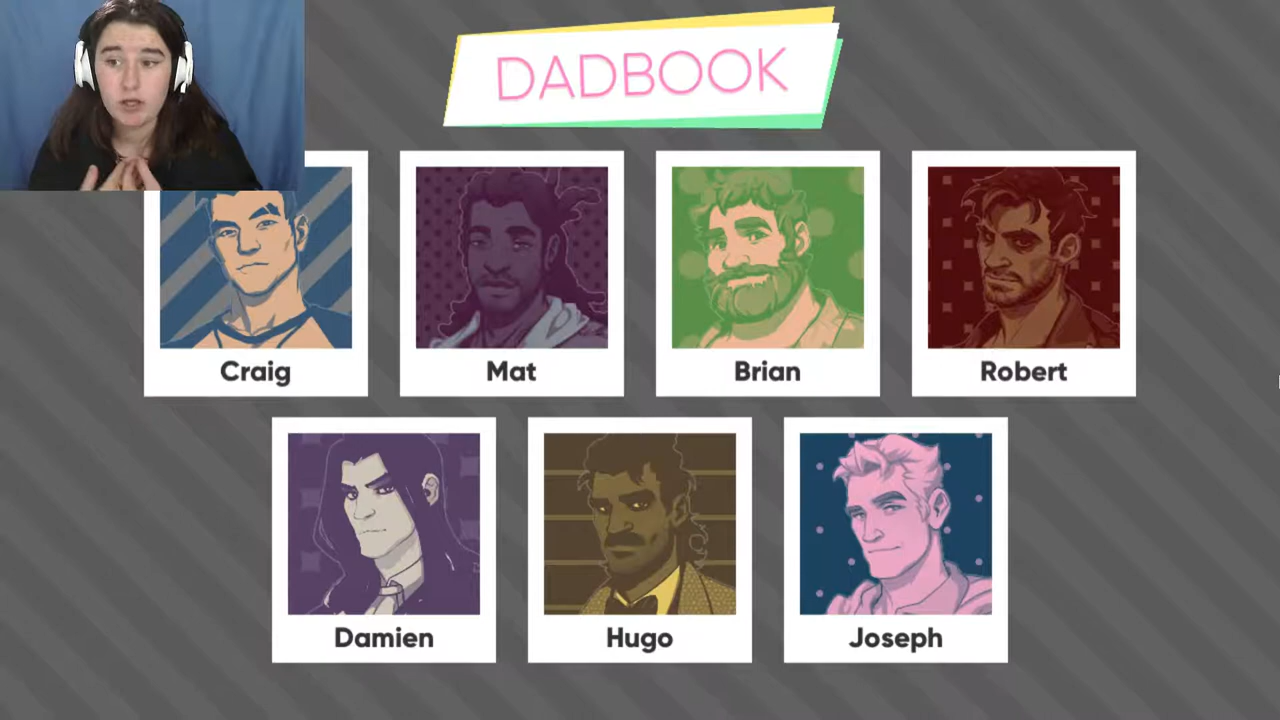 DADBOOK
Craig
Mat
Brian
Robert
Damien
Hugo
Joseph